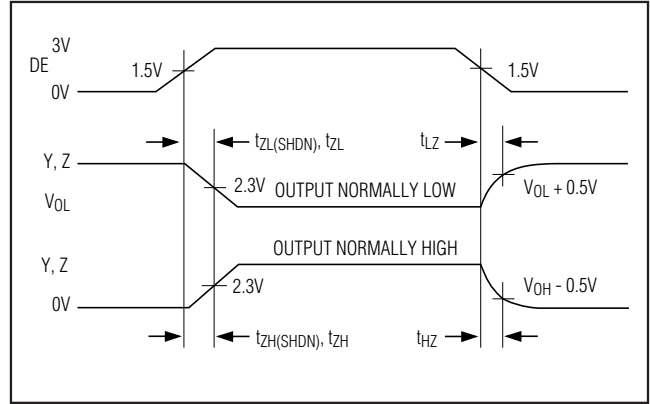 3V
DE
1.5V
1.5V
0V
tZL(SHDN), tZL
tLZ
Y, Z
2.3V
OUTPUT NORMALLY LOW
VOL + 0.5V
VOL
OUTPUT NORMALLY HIGH
Y, Z
2.3V
VOH - 0.5V
0V
tZH(SHDN), tZH
tHZ